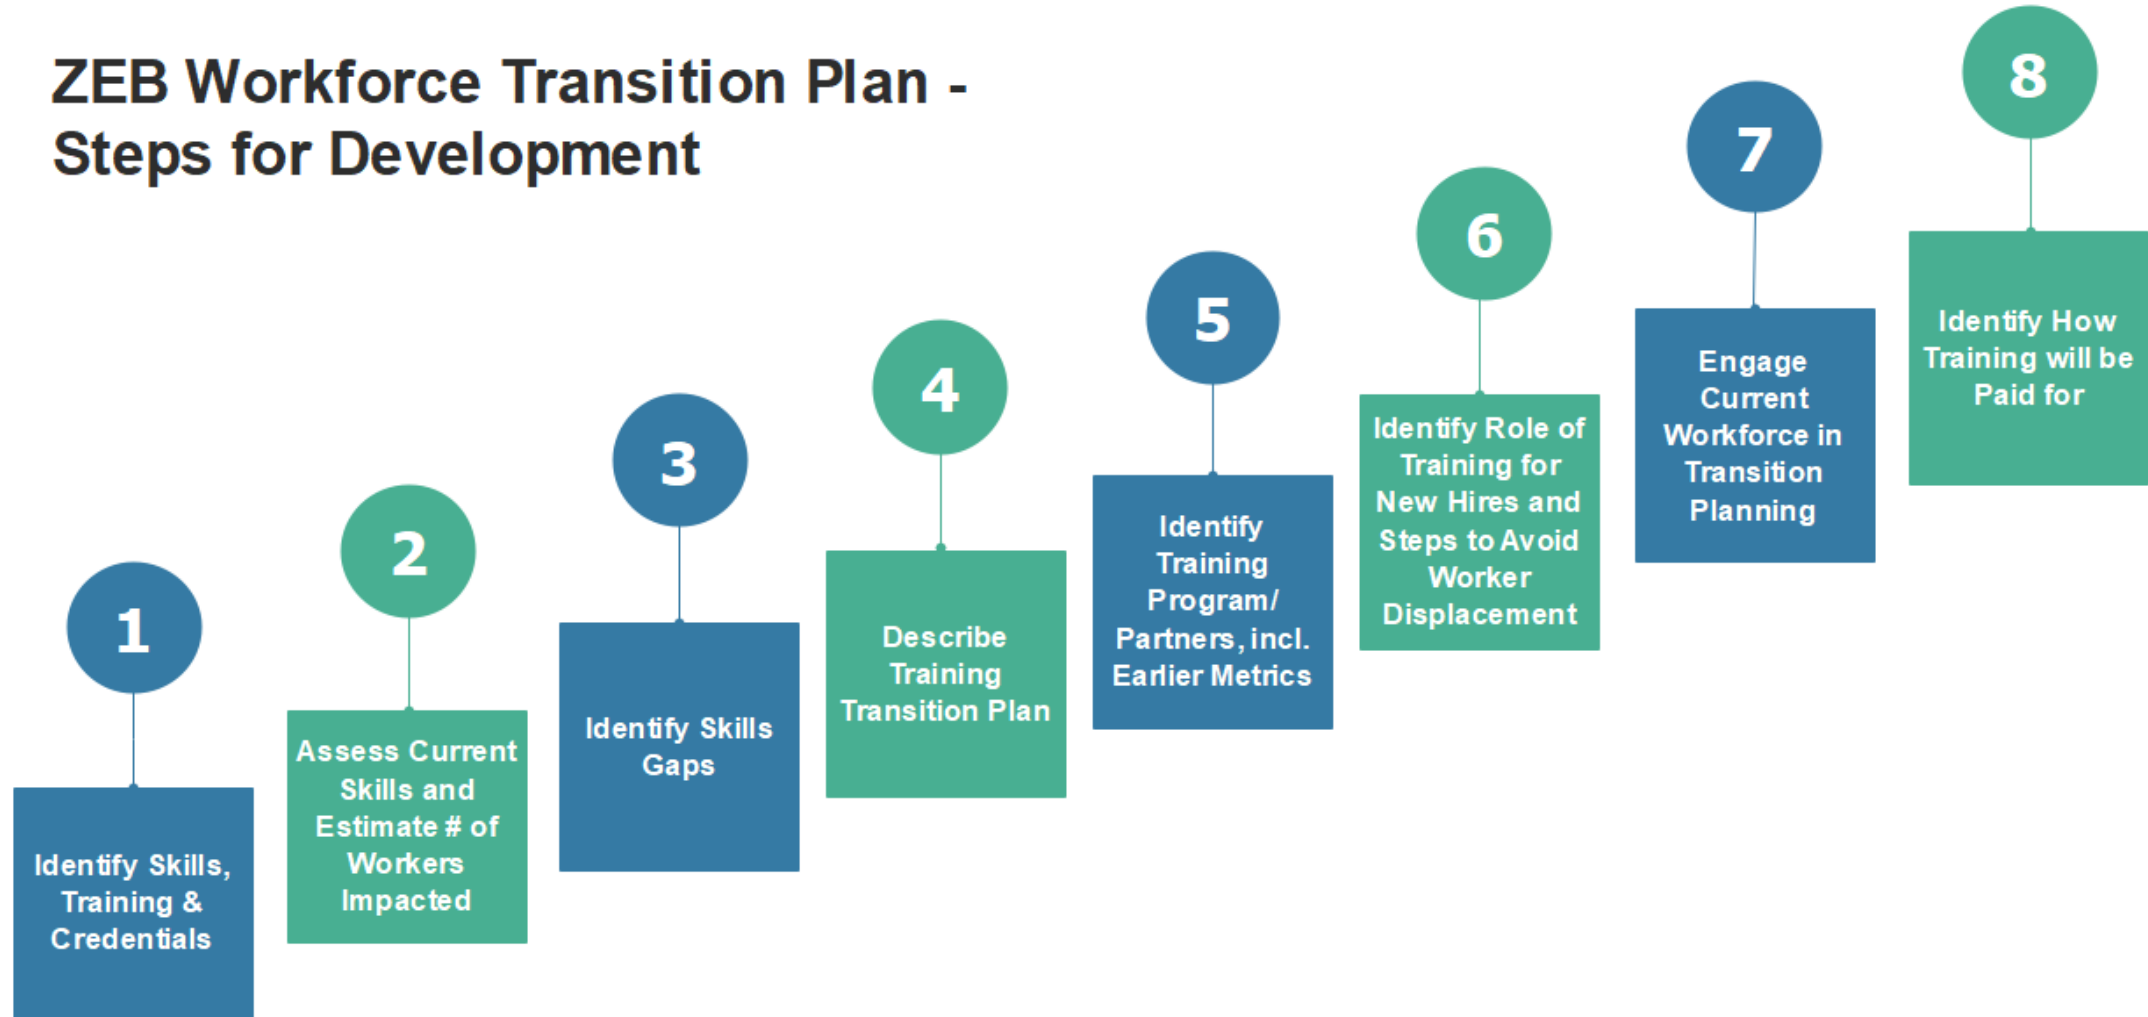 ZEB Workforce Transition Plan -
Steps for Development
1
Identify Skills,
Training &
Credentials
2
Assess Current
Skills and
Estimate # of
Workers
Impacted
3
Identify Skills
Gaps
4
Describe
Training
Transition Plan
5
Identify
Training
Program/
Partners, incl.
Earlier Metrics
6
Identify Role of
Training for
New Hires and
Steps to Avoid
Worker
Displacement
7
Engage
Current
Workforce in
Transition
Planning
8
Identify How
Training will be
Paid for